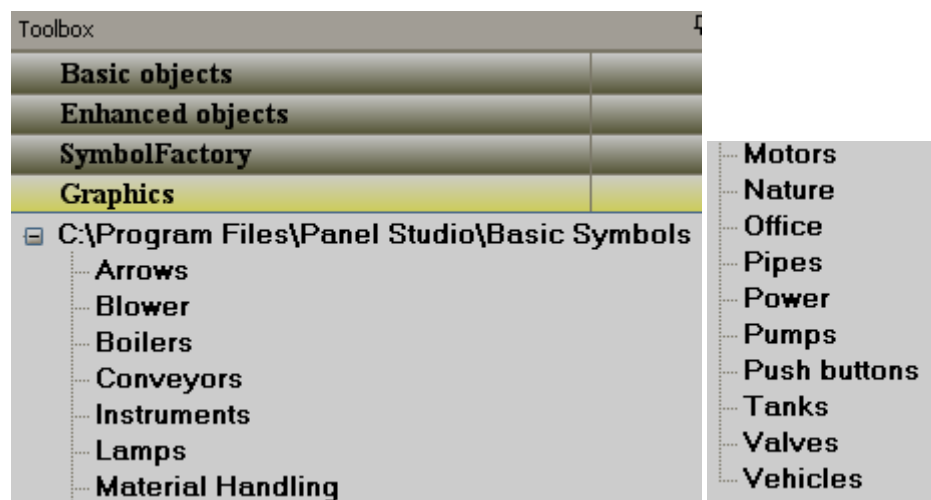 Toolbox
Basic objects
Enhanced objects
SymbolFactory
Graphics
C:\Program Files\Panel Studio\Basic Symbols
Arrows
Blower
Boilers
Conveyors
Instruments
Lamps
Material Handling
Motors
Nature
Office
Pipes
Power
Pumps
Push buttons
Tanks
Valves
Vehicles